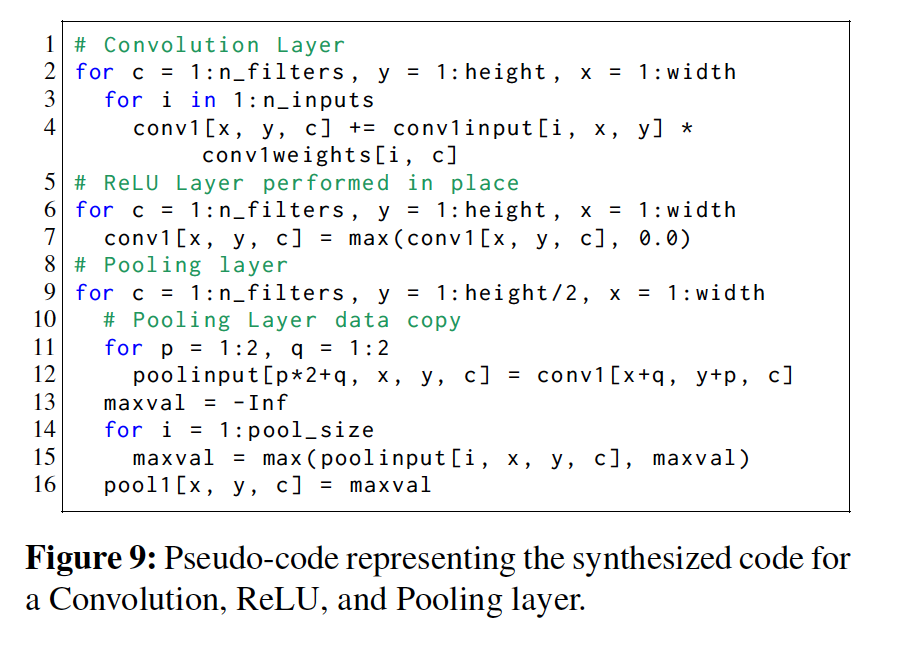 1 # Convolution Layer
2 for c = 1:n_filters, y = 1:height, x = 1:width
3 for i in 1:n_inputs
4 conv1[x, y, c] += conv1input[i, x, y] *
conv1weights[i, c]
5 # ReLU Layer performed in place
6 for c = 1:n_filters, y = 1:height, x = 1:width
7 conv1[x, y, c] = max(conv1[x, y, c], 0.0)
8 # Pooling layer
9 for c = 1:n_filters, y = 1:height/2, x = 1:width
10 # Pooling Layer data copy
11 for p = 1:2, q = 1:2
12 poolinput[p*2+q, x, y, c] = conv1[x+q, y+p, c]
13 maxval = -Inf
14 for i = 1:pool_size
15 maxval = max(poolinput[i, x, y, c], maxval)
16 pool1[x, y, c] = maxval
Figure 9: Pseudo-code representing the synthesized code for
a Convolution, ReLU, and Pooling layer.